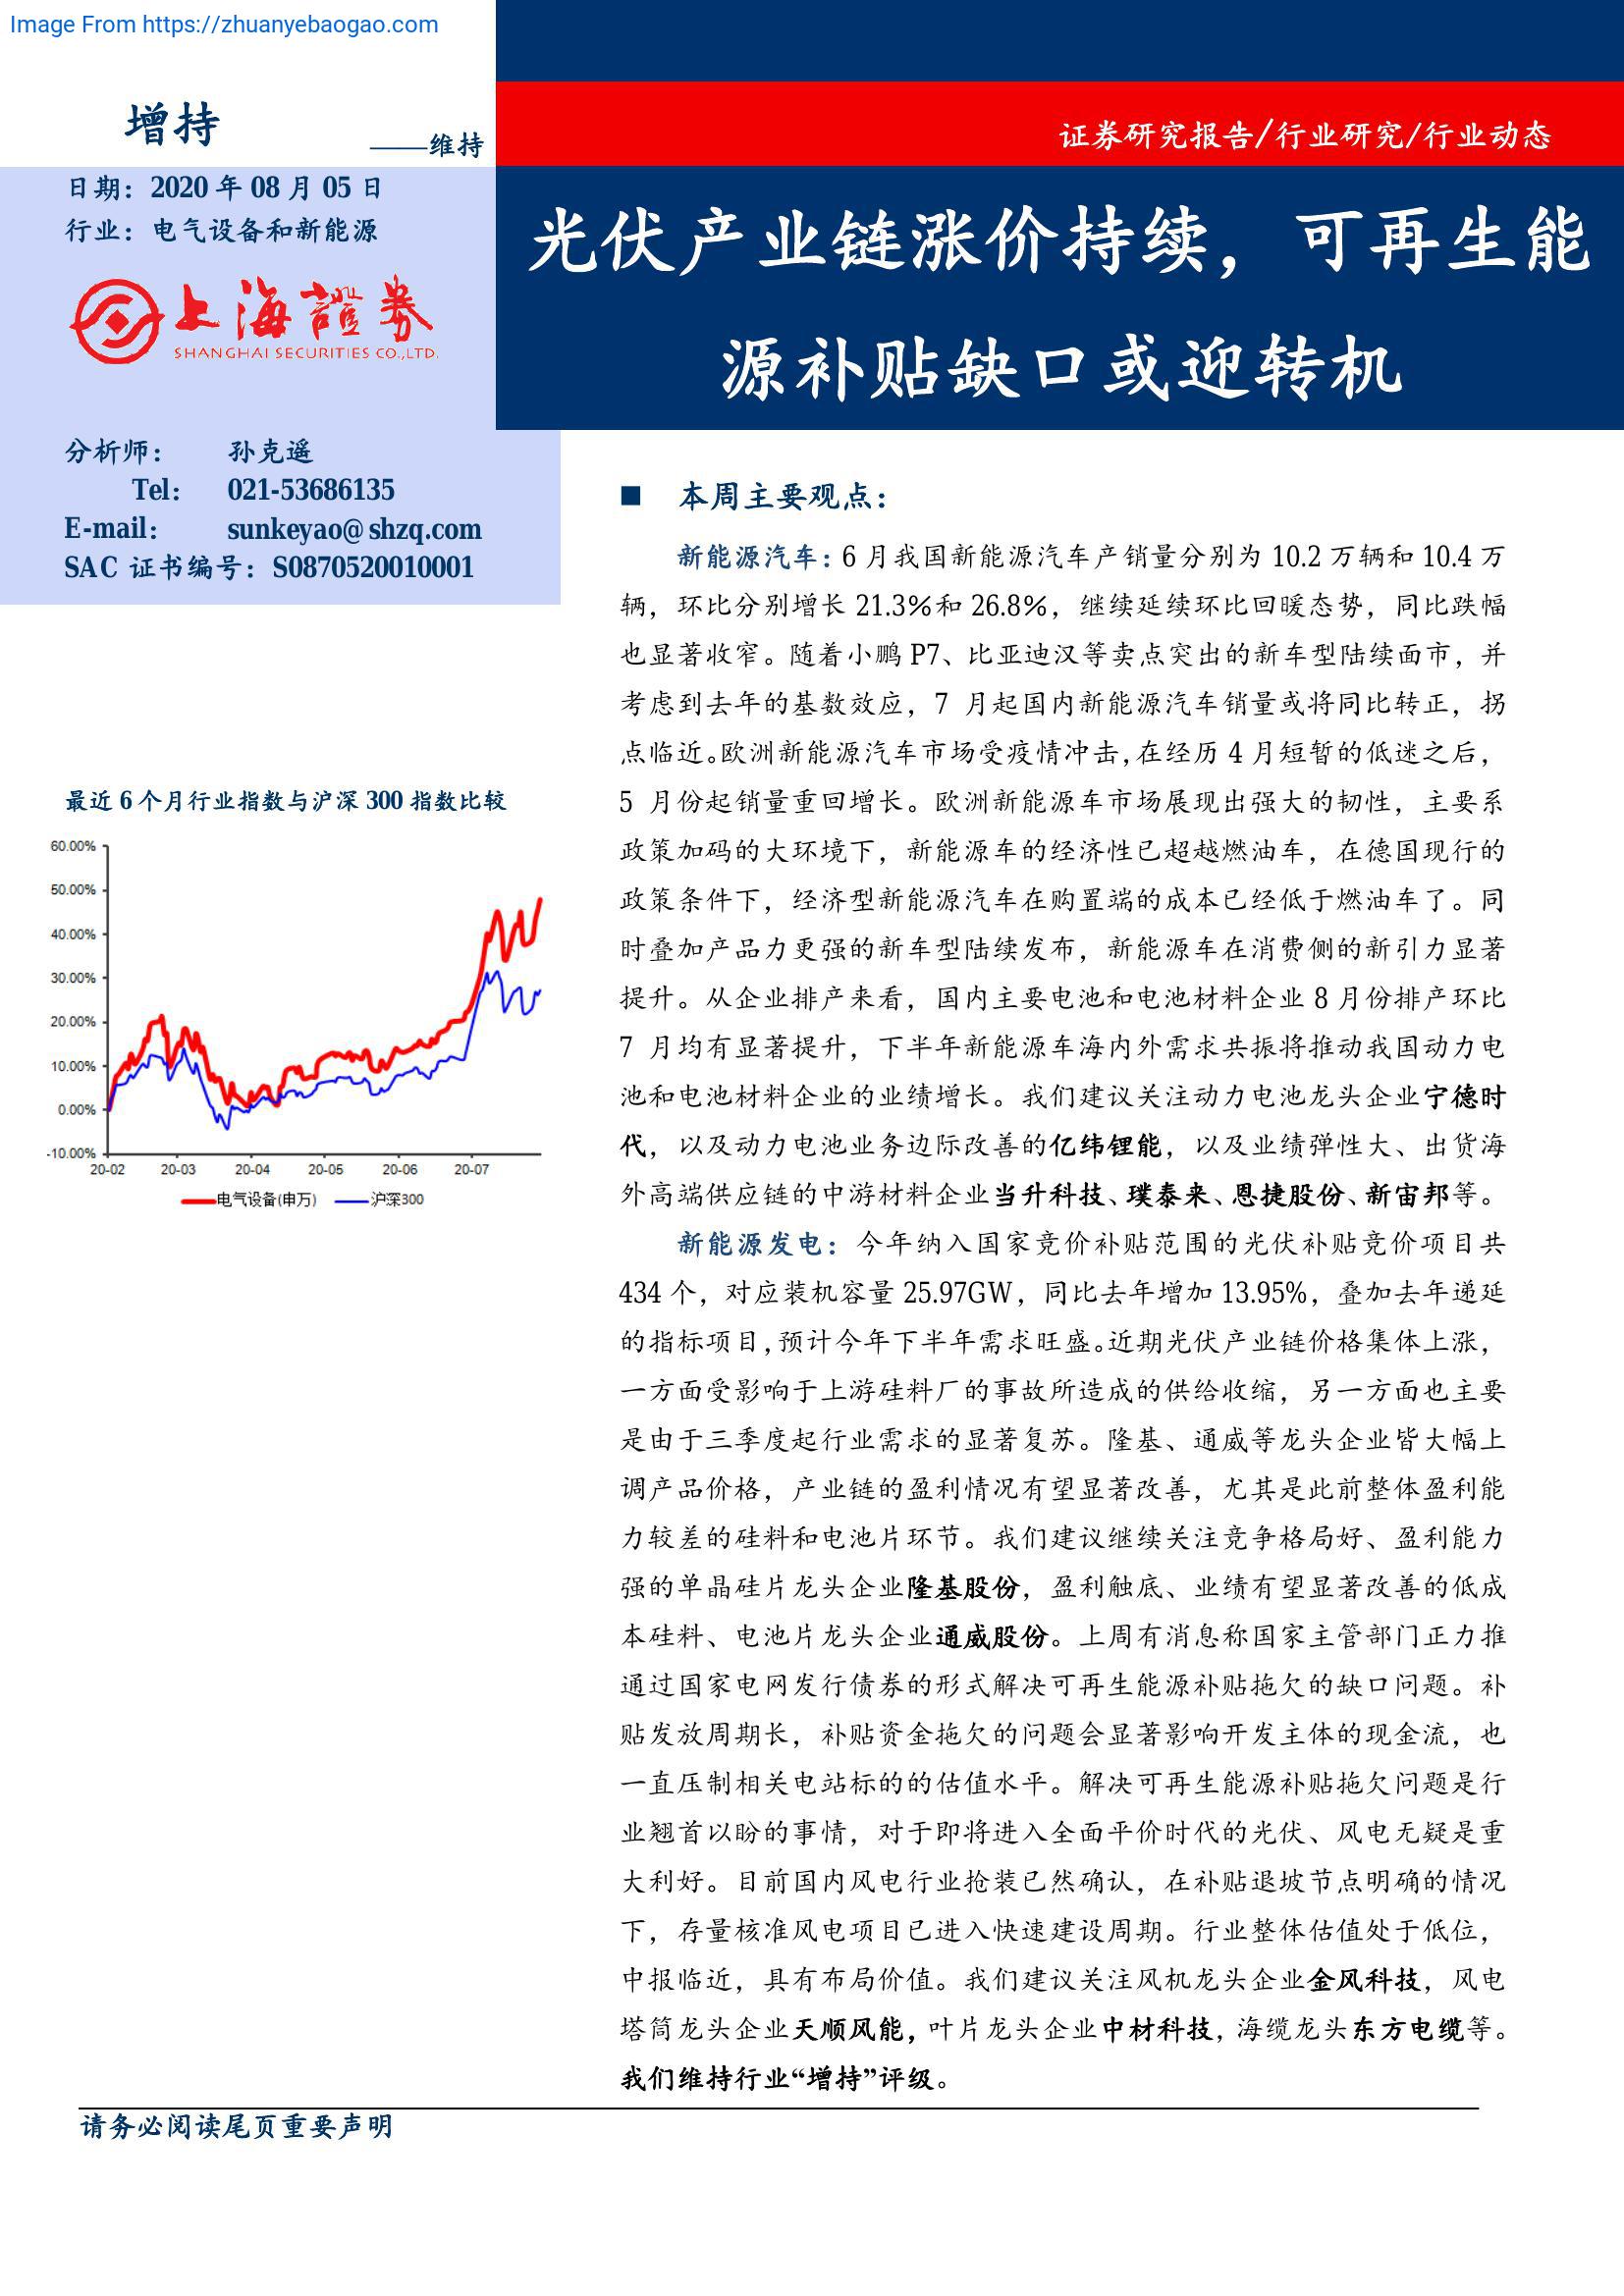 Image From https://zhuanyebaogao.com
增持
——维持
证券研究报告/行业研究/行业动态
日期：2020 年 08 月 05 日
行业：电气设备和新能源
上海證券
SHANGHAI SECURITIES CO.,LTD.
光伏产业链涨价持续，可再生能
源补贴缺口或迎转机
分析师： 孙克遥
Tel： 021-53686135
E-mail： sunkeyao@shzq.com
SAC 证书编号：S0870520010001
最近 6 个月行业指数与沪深 300 指数比较
60.00%
50.00%
40.00%
30.00%
20.00%
10.00%
0.00%
-10.00%
20-02 20-03 20-04 20-05 20-06 20-07
电气设备(申万) 沪深300
■ 本周主要观点：
新能源汽车：6 月我国新能源汽车产销量分别为 10.2 万辆和 10.4 万
辆，环比分别增长 21.3%和 26.8%，继续延续环比回暖态势，同比跌幅
也显著收窄。随着小鹏 P7、比亚迪汉等卖点突出的新车型陆续面市，并
考虑到去年的基数效应，7 月起国内新能源汽车销量或将同比转正，拐
点临近。欧洲新能源汽车市场受疫情冲击，在经历 4 月短暂的低迷之后，
5 月份起销量重回增长。欧洲新能源车市场展现出强大的韧性，主要系
政策加码的大环境下，新能源车的经济性已超越燃油车，在德国现行的
政策条件下，经济型新能源汽车在购置端的成本已经低于燃油车了。同
时叠加产品力更强的新车型陆续发布，新能源车在消费侧的新引力显著
提升。从企业排产来看，国内主要电池和电池材料企业 8 月份排产环比
7 月均有显著提升，下半年新能源车海内外需求共振将推动我国动力电
池和电池材料企业的业绩增长。我们建议关注动力电池龙头企业宁德时
代，以及动力电池业务边际改善的亿纬锂能，以及业绩弹性大、出货海
外高端供应链的中游材料企业当升科技、璞泰来、恩捷股份、新宙邦等。
新能源发电：今年纳入国家竞价补贴范围的光伏补贴竞价项目共
434 个，对应装机容量 25.97GW，同比去年增加 13.95%，叠加去年递延
的指标项目，预计今年下半年需求旺盛。近期光伏产业链价格集体上涨，
一方面受影响于上游硅料厂的事故所造成的供给收缩，另一方面也主要
是由于三季度起行业需求的显著复苏。隆基、通威等龙头企业皆大幅上
调产品价格，产业链的盈利情况有望显著改善，尤其是此前整体盈利能
力较差的硅料和电池片环节。我们建议继续关注竞争格局好、盈利能力
强的单晶硅片龙头企业隆基股份，盈利触底、业绩有望显著改善的低成
本硅料、电池片龙头企业通威股份。上周有消息称国家主管部门正力推
通过国家电网发行债券的形式解决可再生能源补贴拖欠的缺口问题。补
贴发放周期长，补贴资金拖欠的问题会显著影响开发主体的现金流，也
一直压制相关电站标的的估值水平。解决可再生能源补贴拖欠问题是行
业翘首以盼的事情，对于即将进入全面平价时代的光伏、风电无疑是重
大利好。目前国内风电行业抢装已然确认，在补贴退坡节点明确的情况
下，存量核准风电项目已进入快速建设周期。行业整体估值处于低位，
中报临近，具有布局价值。我们建议关注风机龙头企业金风科技，风电
塔筒龙头企业天顺风能，叶片龙头企业中材科技，海缆龙头东方电缆等。
我们维持行业“增持”评级。
请务必阅读尾页重要声明